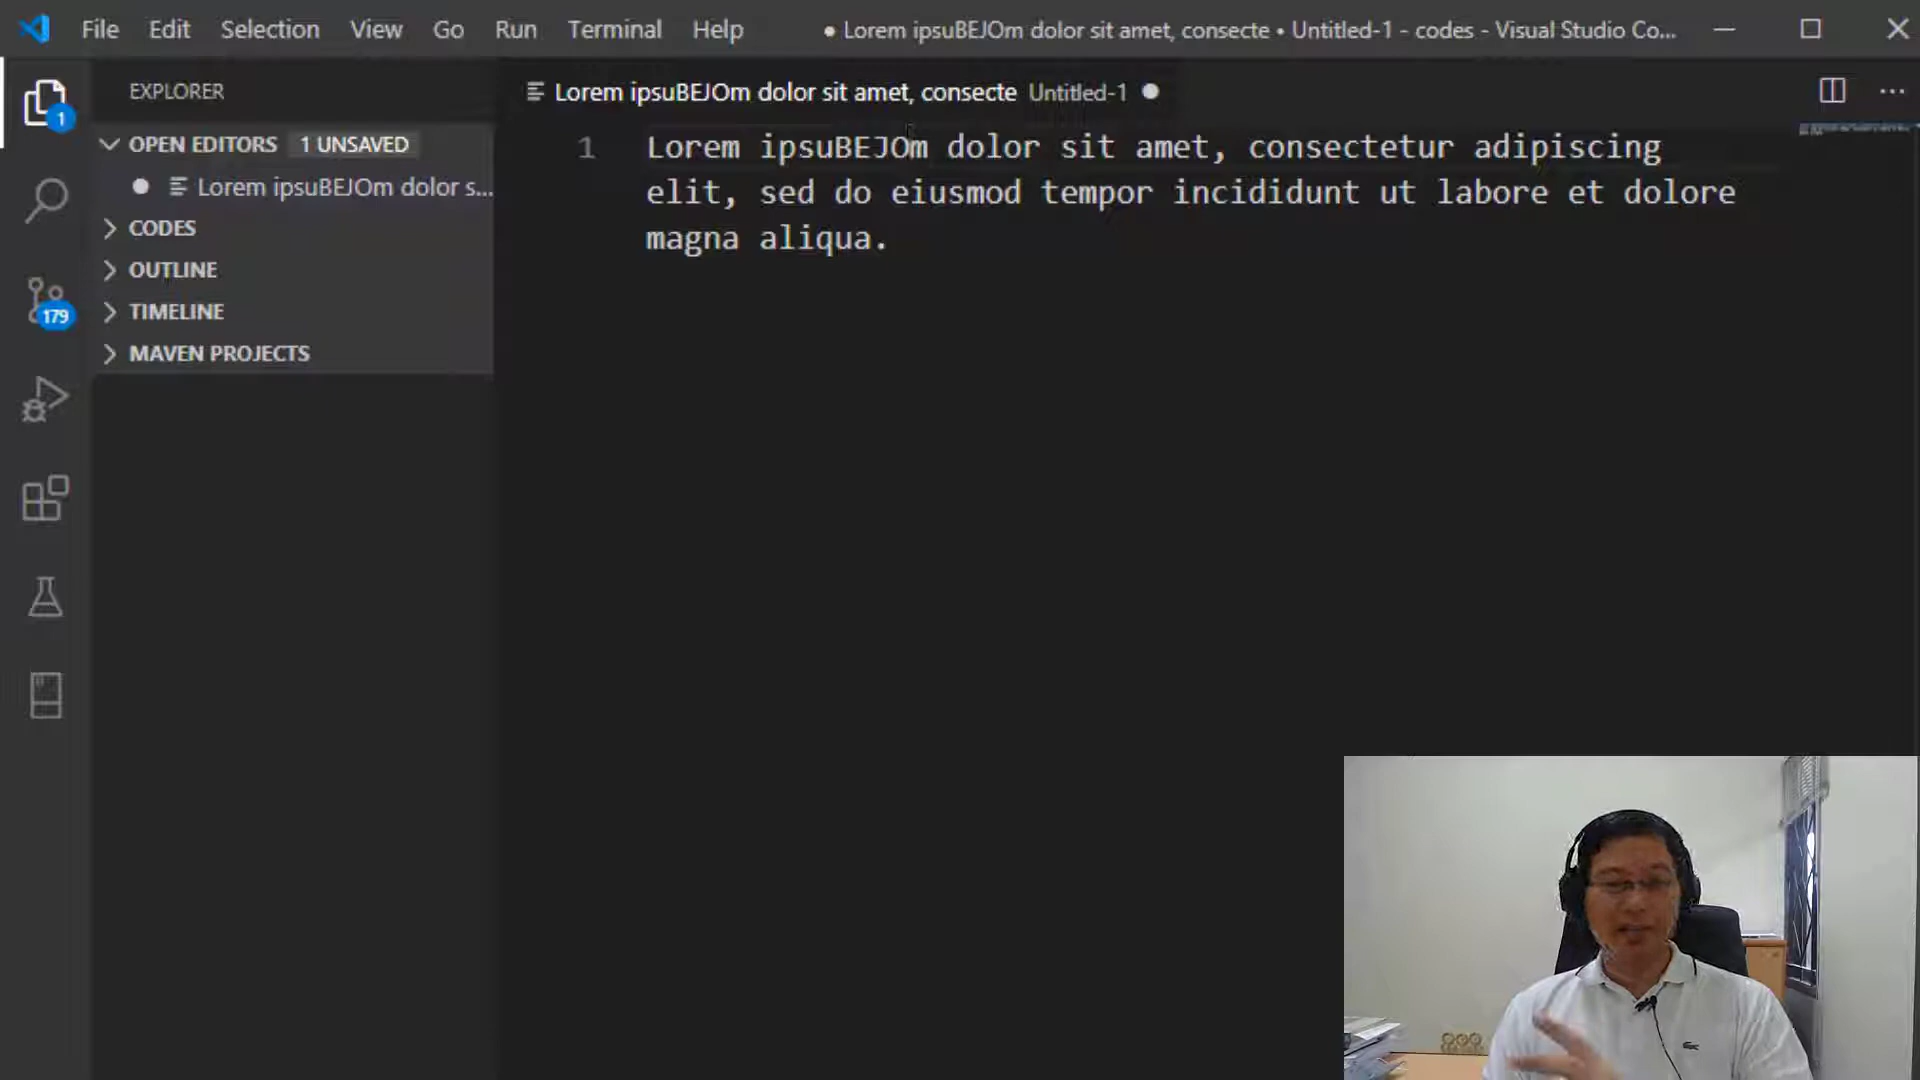 File Edit Selection View Go Run Terminal Help ● Lorem ipsuBEJOm dolor sit amet, consecte • Untitled-1 - codes - Visual Studio Co...
EXPLORER
OPEN EDITORS 1 UNSAVED
Lorem ipsuBEJOm dolor s...
CODES
OUTLINE
TIMELINE
MAVEN PROJECTS
1
179
Lorem ipsuBEJOm dolor sit amet, consecte Untitled-1
1 Lorem ipsuBEJOm dolor sit amet, consectetur adipiscing
elit, sed do eiusmod tempor incididunt ut labore et dolore
magna aliqua.